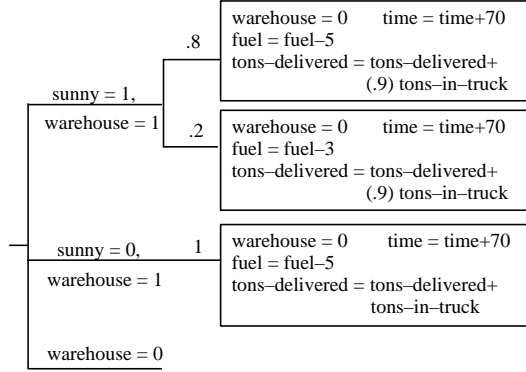 warehouse = 0 time = time+70
.8
fuel = fuel–5
tons–delivered = tons–delivered+
(.9) tons–in–truck
sunny = 1,
warehouse = 1
.2
warehouse = 0 time = time+70
fuel = fuel–3
tons–delivered = tons–delivered+
(.9) tons–in–truck
sunny = 0,
warehouse = 1
1
warehouse = 0 time = time+70
fuel = fuel–5
tons–delivered = tons–delivered+
tons–in–truck
warehouse = 0